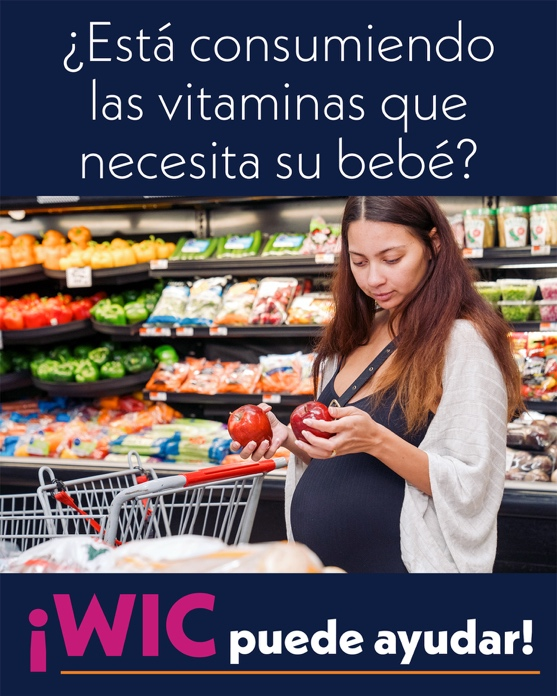 ¿Está consumiendo
las vitaminas que
necesita su bebé?
¡WIC puede ayudar!